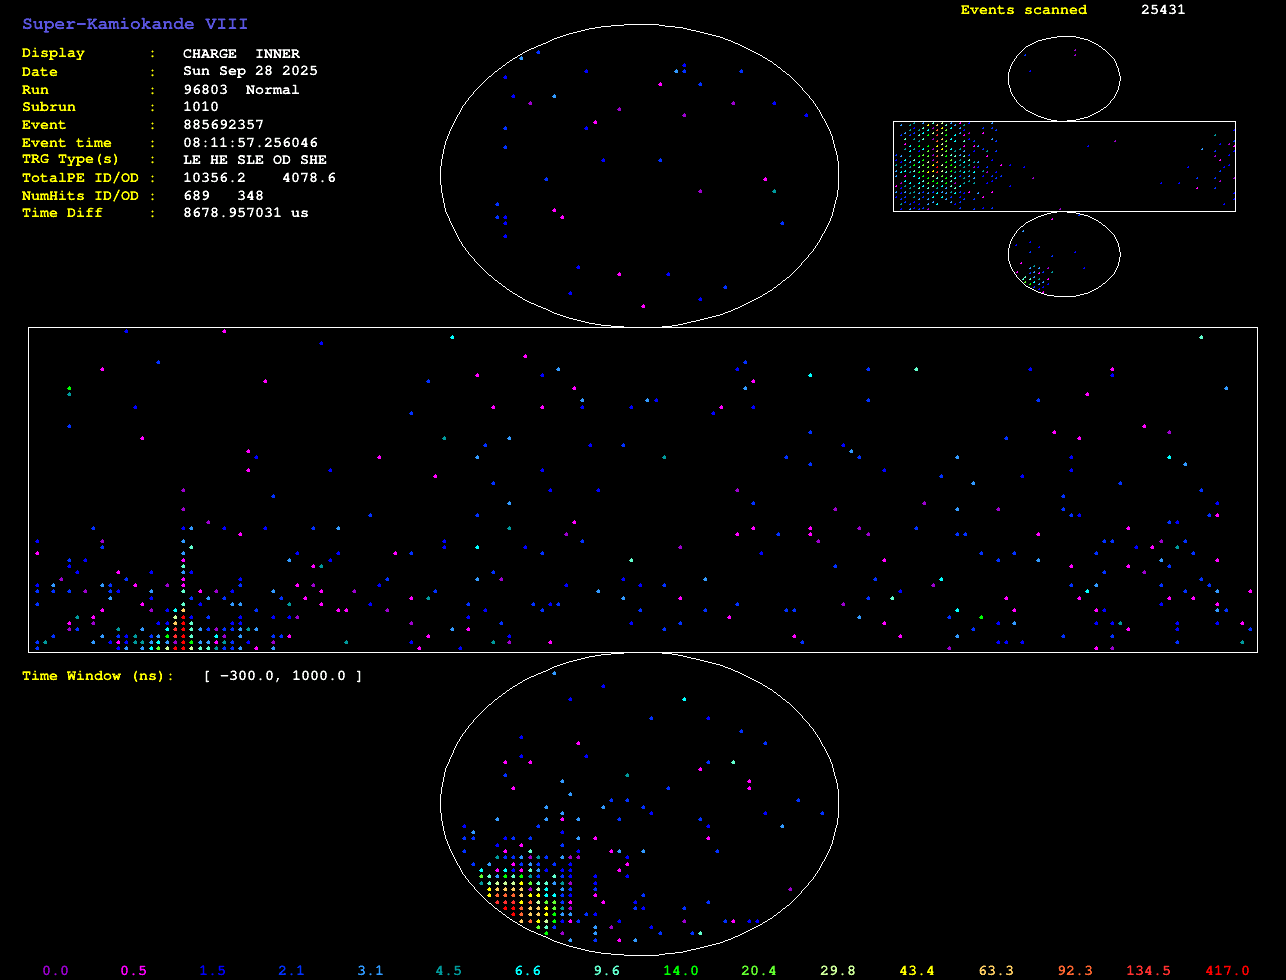 Super-Kamiokande VIII
Events scanned 25431
Display : CHARGE INNER
Date : Sun Sep 28 2025
Run : 96803 Normal
Subrun : 1010
Event : 885692357
Event time : 08:11:57.256046
TRG Type(s) : LE HE SLE OD SHE
TotalPE ID/OD : 10356.2 4078.6
NumHits ID/OD : 689 348
Time Diff : 8678.957031 us
Time Window (ns): [ -300.0, 1000.0 ]
0.0 0.5 1.5 2.1 3.1 4.5 6.6 9.6 14.0 20.4 29.8 43.4 63.3 92.3 134.5 417.0